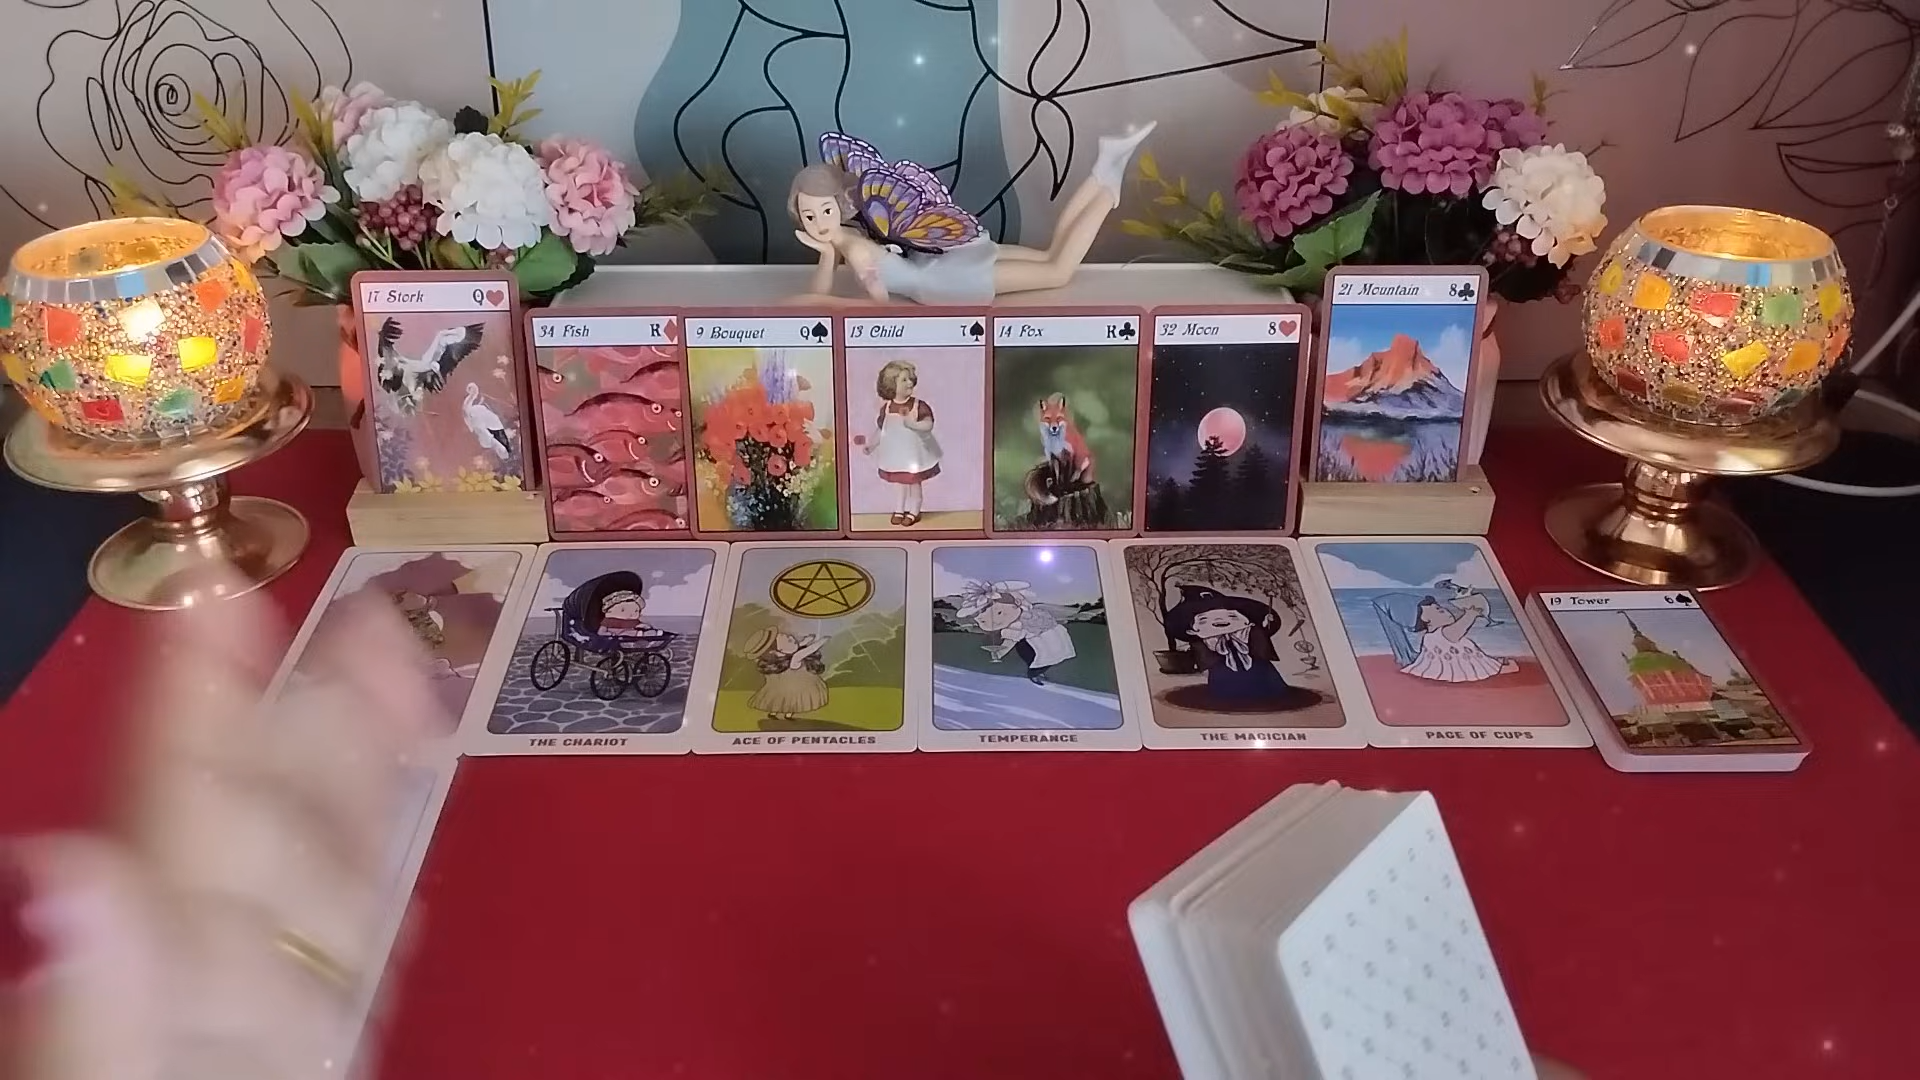 17 Stork Q♥
34 Fish K♦
9 Bouquet Q♠
13 Child 7♠
14 Fox K♣
32 Moon 8♥
21 Mountain 8♣
THE CHARIOT
ACE OF PENTACLES
TEMPERANCE
THE MAGICIAN
PAGE OF CUPS
19 Tower 6♠